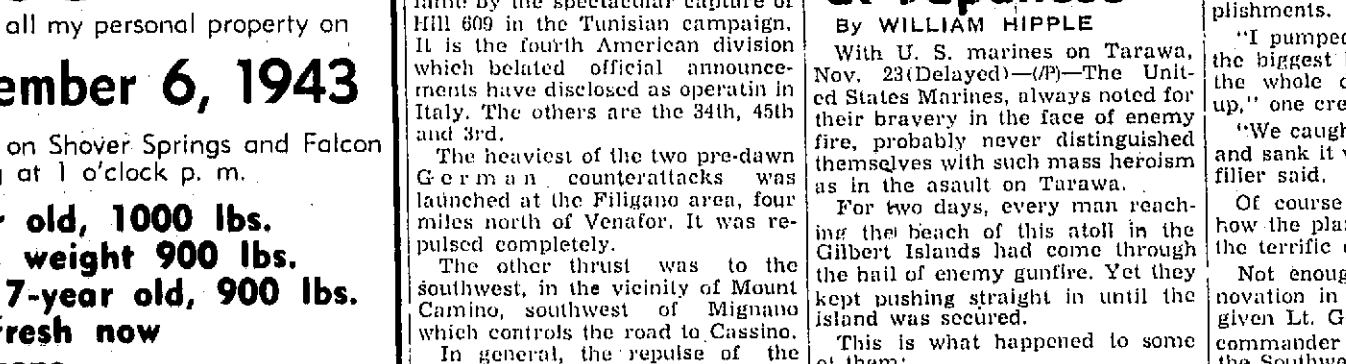 all my personal property on
ember 6, 1943
on Shover Springs and Falcon
at 1 o'clock p. m.
old, 1000 lbs.
weight 900 lbs.
7-year old, 900 lbs.
fresh now
fame by the spectacular capture of
Hill 609 in the Tunisian campaign.
It is the fourth American division
which belated official announce-
ments have disclosed as operatin in
Italy. The others are the 34th, 45th
and 3rd.
The heaviest of the two pre-dawn
German counterattacks was
launched at the Filigano area, four
miles north of Venafor. It was re-
pulsed completely.
The other thrust was to the
southwest, in the vicinity of Mount
Camino, southwest of Mignano
which controls the road to Cassino.
In general, the repulse of the
By WILLIAM HIPPLE
With U. S. marines on Tarawa,
Nov. 23(Delayed)—(/P)—The Unit-
ed States Marines, always noted for
their bravery in the face of enemy
fire, probably never distinguished
themselves with such mass heroism
as in the asault on Tarawa.
For two days, every man reach-
ing the beach of this atoll in the
Gilbert Islands had come through
the hail of enemy gunfire. Yet they
kept pushing straight in until the
island was secured.
This is what happened to some
of them:
plishments.
"I pumped
the biggest
the whole
up," one cre
"We caugh
and sank it
filier said.
Of course
how the pla
the terrific
Not enoug
novation in
given Lt. G
commander
the Southwe